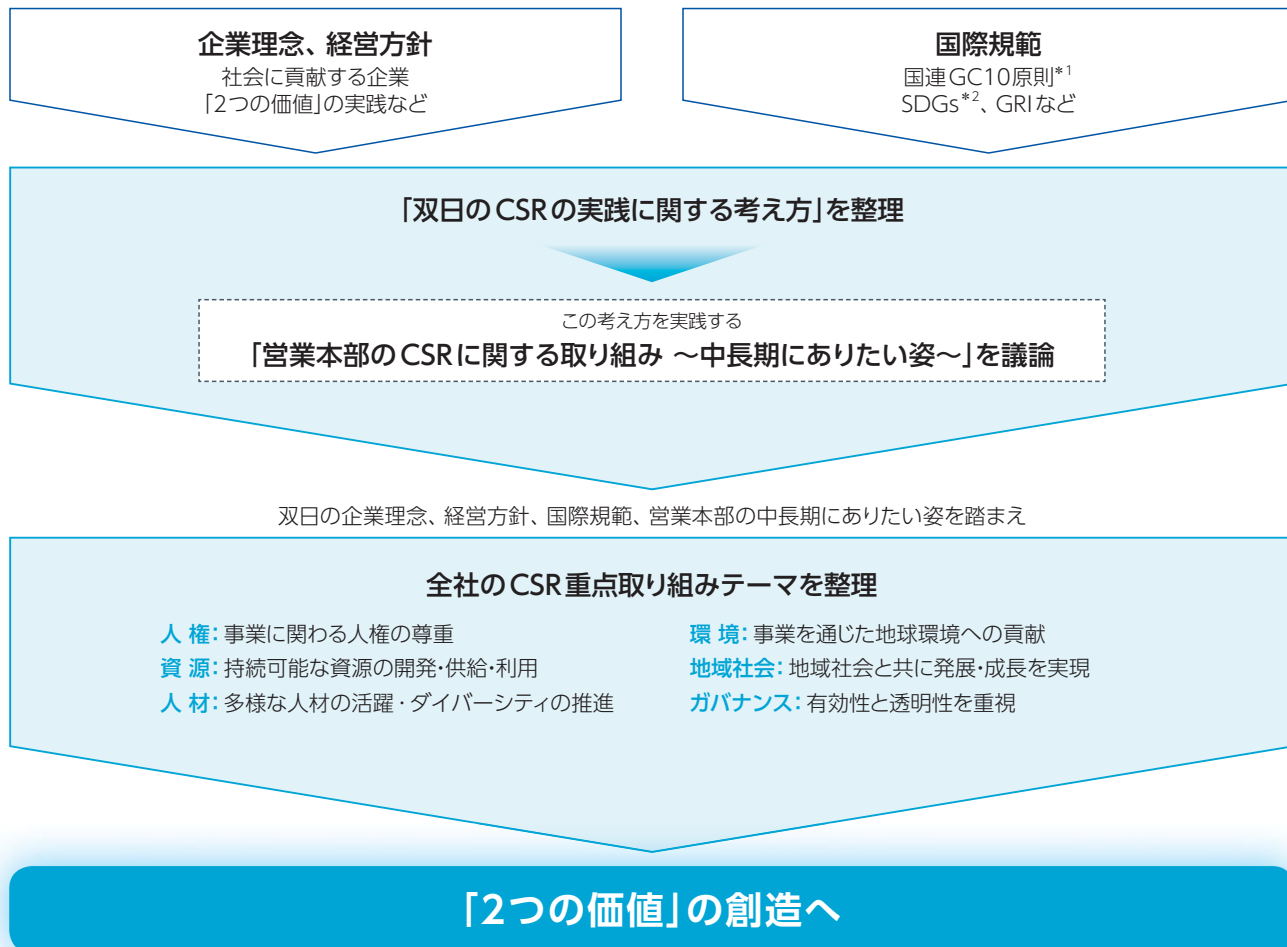 企業理念、経営方針
社会に貢献する企業
「2つの価値」の実践など
国際規範
国連GC10原則*1
SDGs*2、GRIなど
「双日のCSRの実践に関する考え方」を整理
この考え方を実践する
「営業本部のCSRに関する取り組み ～中長期にありたい姿～」を議論
双日の企業理念、経営方針、国際規範、営業本部の中長期にありたい姿を踏まえ
全社のCSR重点取り組みテーマを整理
人 権：事業に関わる人権の尊重
資 源：持続可能な資源の開発・供給・利用
人 材：多様な人材の活躍・ダイバーシティの推進
環 境：事業を通じた地球環境への貢献
地域社会：地域社会と共に発展・成長を実現
ガバナンス：有効性と透明性を重視
「2つの価値」の創造へ